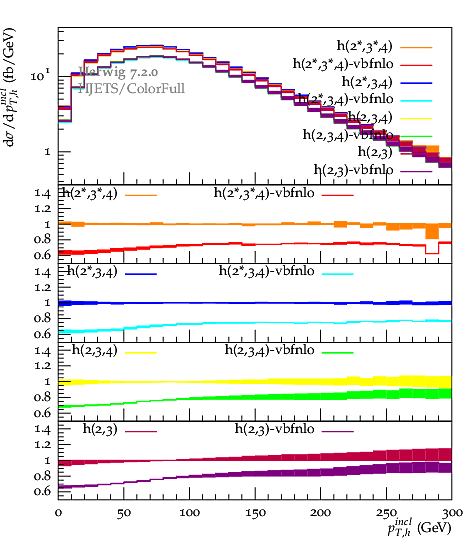 dσ/dp_{T,h}^{incl} (fb/GeV)
10^1
1
Herwig 7.2.0
HJETS/ColorFull
h(2*,3*,4)
h(2*,3*,4)-vbfnlo
h(2*,3,4)
h(2*,3,4)-vbfnlo
h(2,3,4)
h(2,3,4)-vbfnlo
h(2,3)
h(2,3)-vbfnlo
h(2*,3*,4) h(2*,3*,4)-vbfnlo
1.4
1.2
1
0.8
0.6
h(2*,3,4) h(2*,3,4)-vbfnlo
1.4
1.2
1
0.8
0.6
h(2,3,4) h(2,3,4)-vbfnlo
1.4
1.2
1
0.8
0.6
h(2,3) h(2,3)-vbfnlo
1.4
1.2
1
0.8
0.6
0 50 100 150 200 250 300
p_{T,h}^{incl} (GeV)